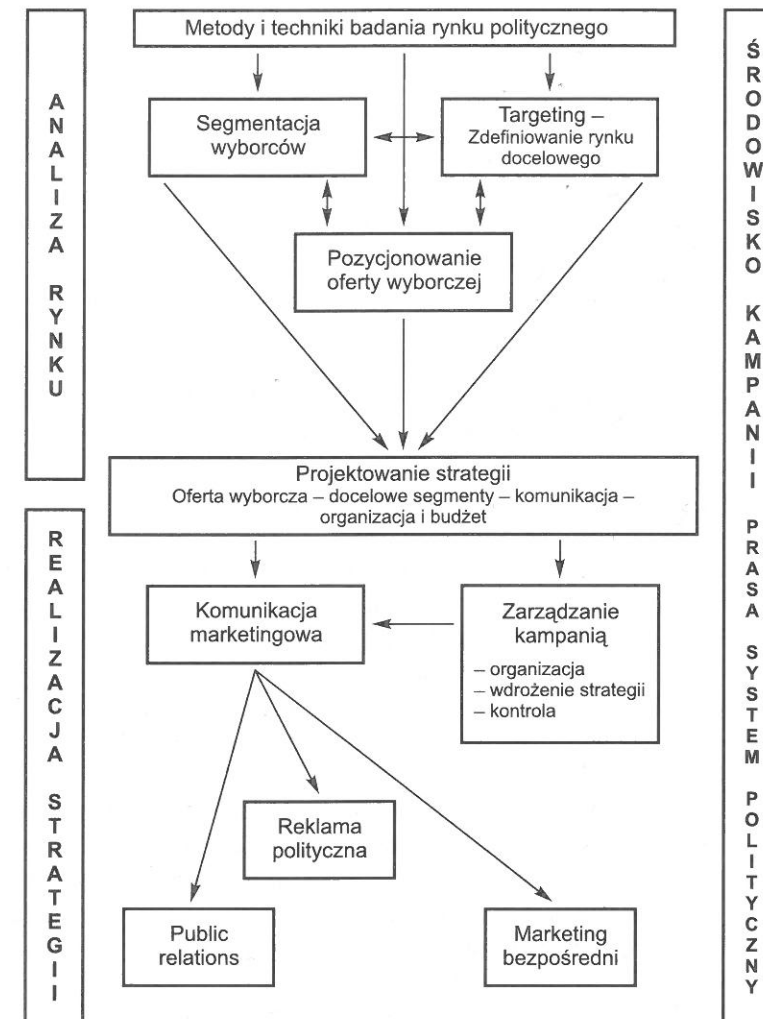 Metody i techniki badania rynku politycznego
ANALIZA RYNKU
ŚRODOWISKO KAMPANII PRASA SYSTEM POLITYCZNY
Segmentacja
wyborców
Targeting –
Zdefiniowanie rynku
docelowego
Pozycjonowanie
oferty wyborczej
Projektowanie strategii
Oferta wyborcza – docelowe segmenty – komunikacja –
organizacja i budżet
REALIZACJA STRATEGII
Komunikacja
marketingowa
Zarządzanie
kampanią
– organizacja
– wdrożenie strategii
– kontrola
Reklama
polityczna
Public
relations
Marketing
bezpośredni